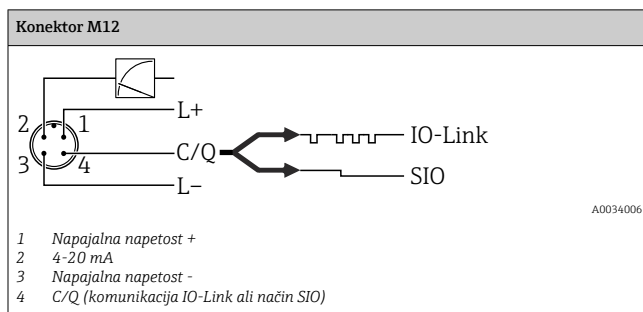 Konektor M12
2 1
L+
C/Q
IO-Link
3 4
L–
SIO
A0034006
1 Napajalna napetost +
2 4-20 mA
3 Napajalna napetost -
4 C/Q (komunikacija IO-Link ali način SIO)